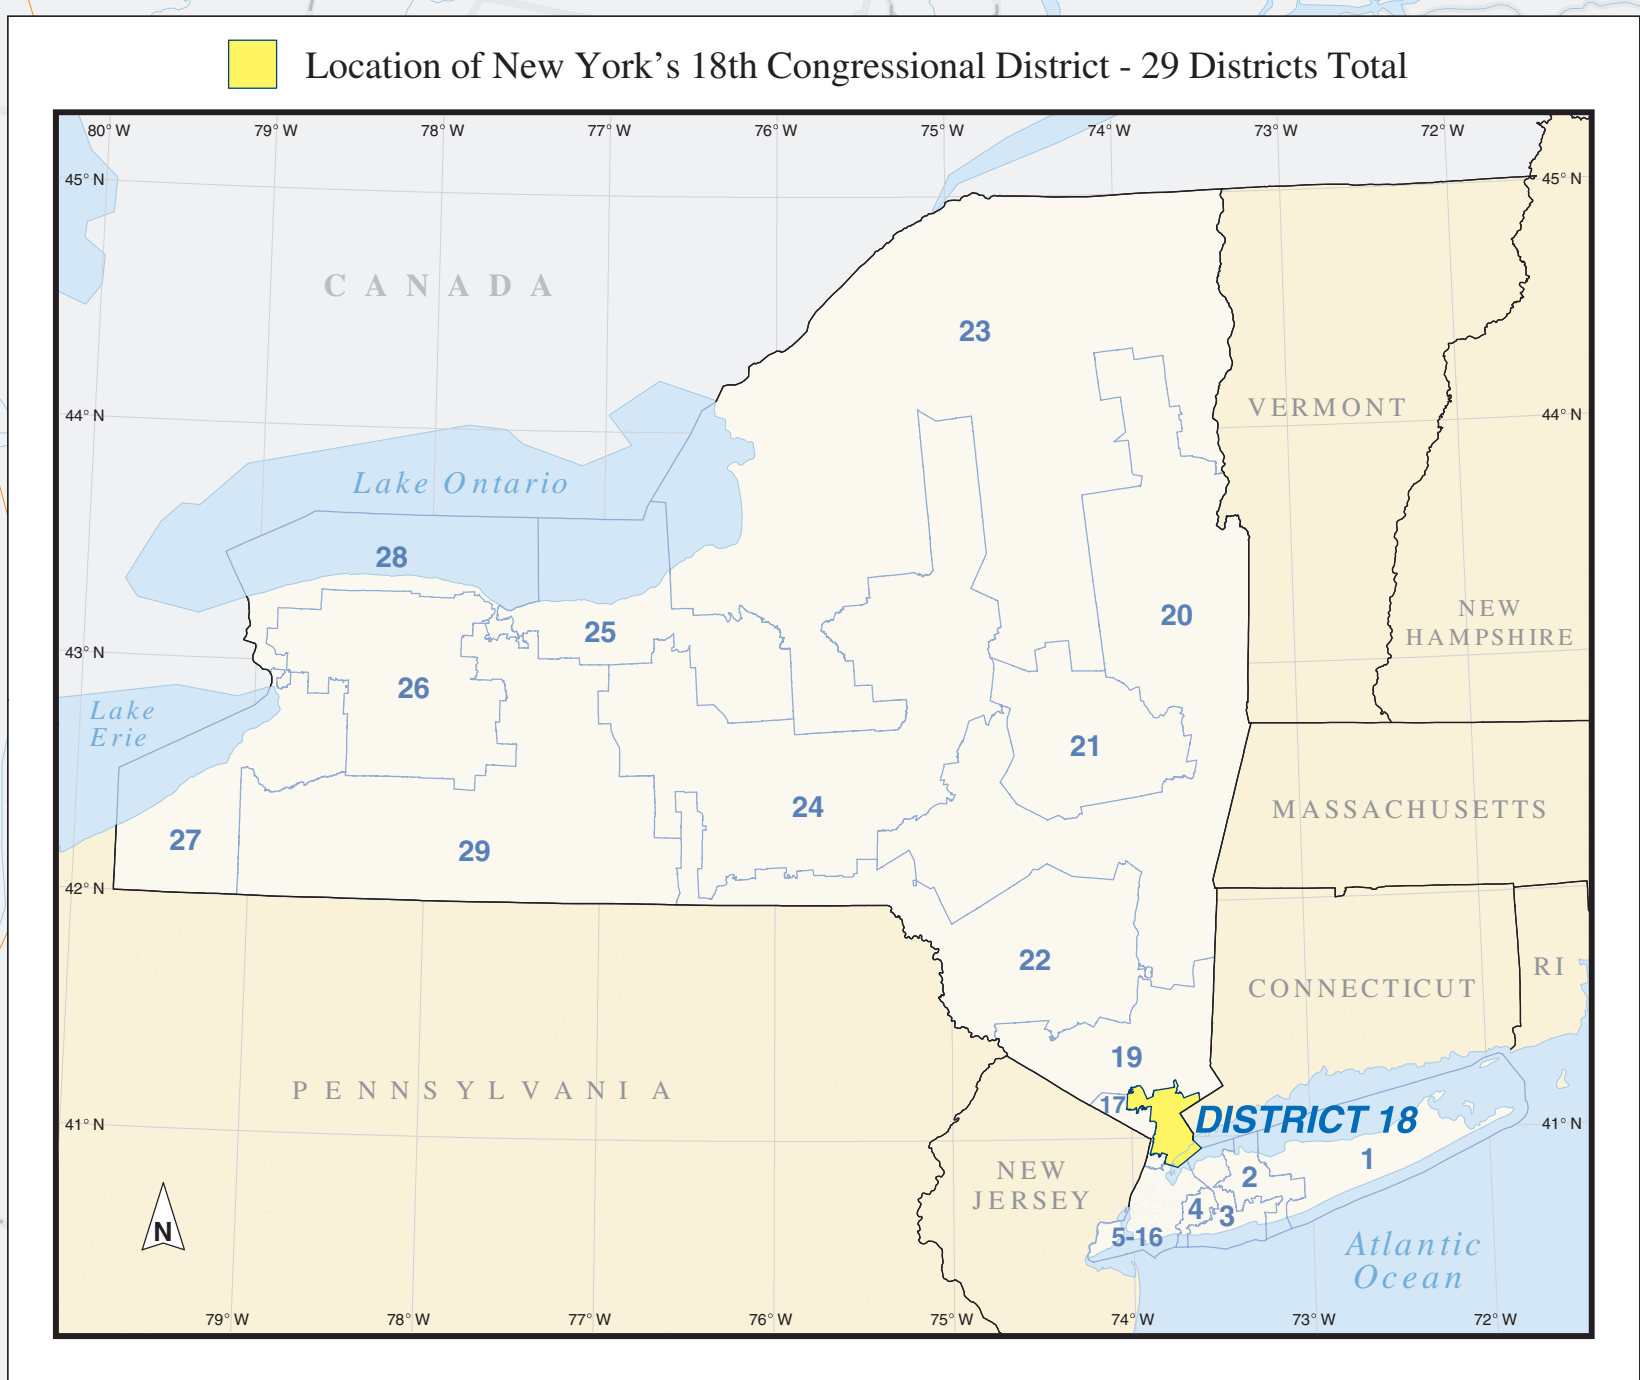 Location of New York’s 18th Congressional District - 29 Districts Total
80° W 79° W 78° W 77° W 76° W 75° W 74° W 73° W 72° W
45° N 45° N
CANADA
23
44° N 44° N
VERMONT
Lake Ontario
28
NEW
HAMPSHIRE
20
25
43° N 43° N
26
Lake
Erie
21
24
MASSACHUSETTS
27
29
42° N
22
RI
CONNECTICUT
19
PENNSYLVANIA
17
DISTRICT 18
41° N 41° N
1
NEW
JERSEY
2
4
3
5-16
N
Atlantic
Ocean
79° W 78° W 77° W 76° W 75° W 74° W 73° W 72° W